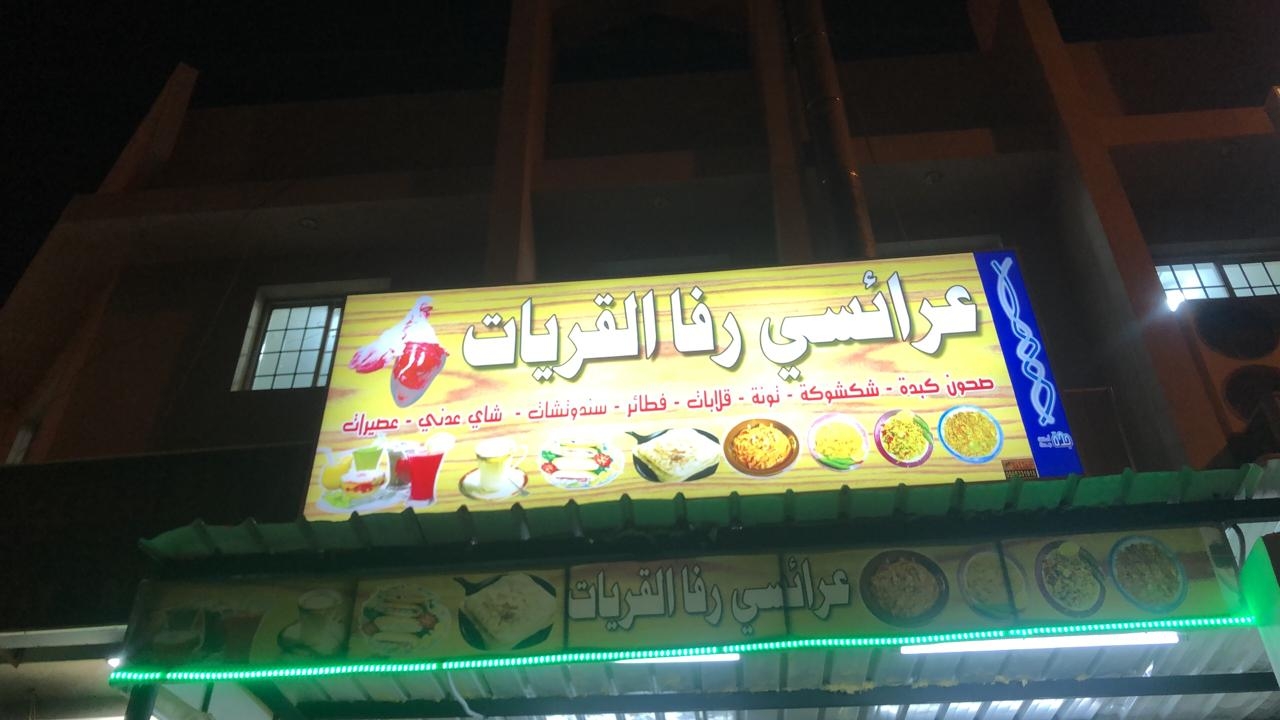 عرائسي رفا القريات
صحون كبدة - شكشوكة - تونة - قلابات - فطائر - سندوتشات - شاي عدني - عصيرات
عرائسي رفا القريات